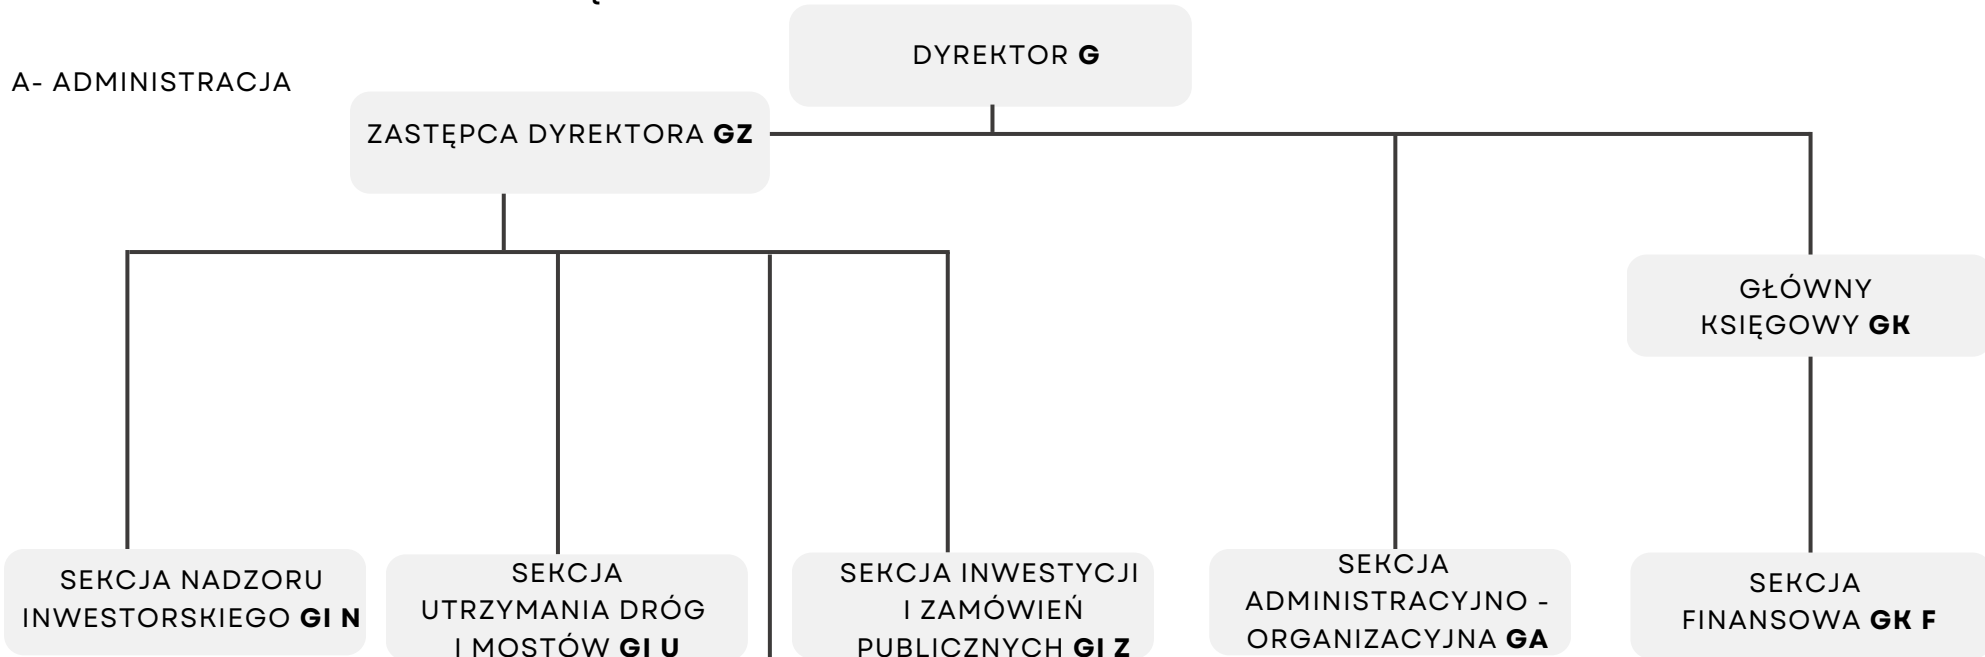 DYREKTOR G
A- ADMINISTRACJA
ZASTĘPCA DYREKTORA GZ
GŁÓWNY
KSIĘGOWY GK
SEKCJA NADZORU
INWESTORSKIEGO GI N
SEKCJA
UTRZYMANIA DRÓG
I MOSTÓW GI U
SEKCJA INWESTYCJI
I ZAMÓWIEŃ
PUBLICZNYCH GI Z
SEKCJA
ADMINISTRACYJNO -
ORGANIZACYJNA GA
SEKCJA
FINANSOWA GK F